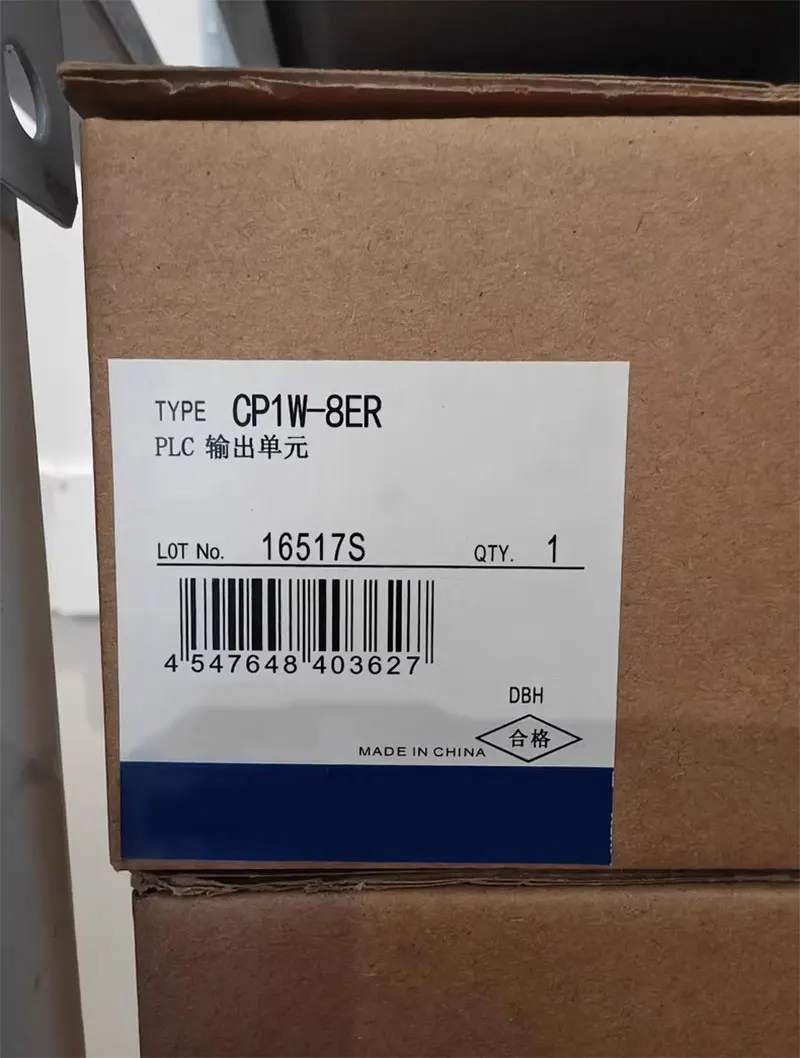 TYPE CP1W-8ER
PLC 输出单元
LOT No. 16517S QTY. 1
4 547648 403627
DBH
合格
MADE IN CHINA